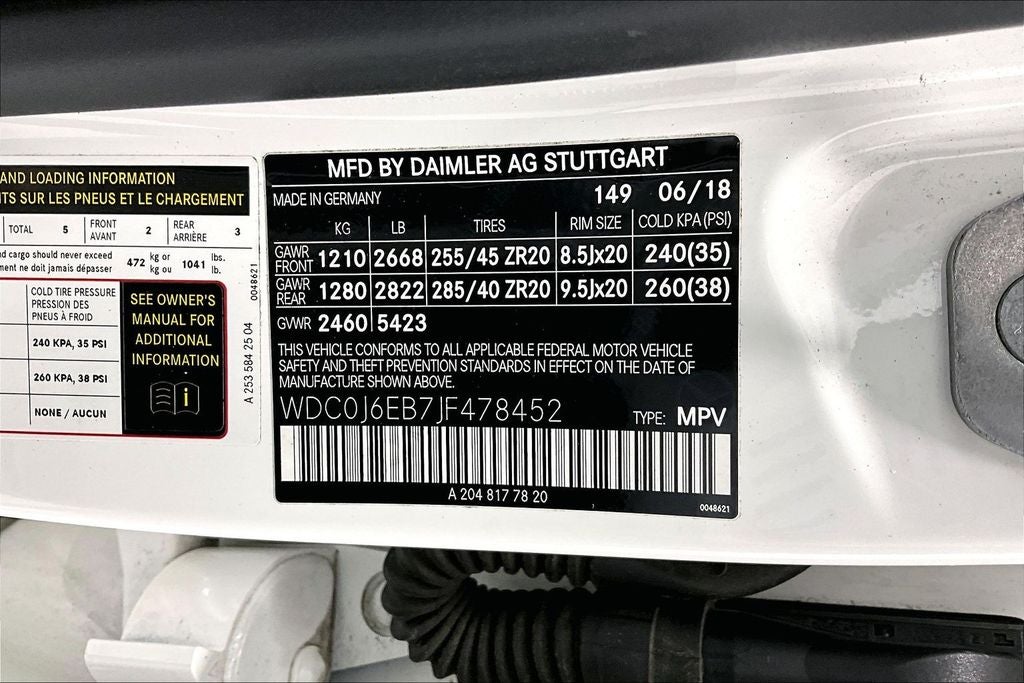 AND LOADING INFORMATION
NTS SUR LES PNEUS ET LE CHARGEMENT
TOTAL 5 FRONT AVANT 2 REAR ARRIÈRE 3
d cargo should never exceed
ment ne doit jamais dépasser
472 kg or kg ou 1041 lbs. lb.
COLD TIRE PRESSURE
PRESSION DES
PNEUS À FROID
240 KPA, 35 PSI
260 KPA, 38 PSI
NONE / AUCUN
SEE OWNER'S
MANUAL FOR
ADDITIONAL
INFORMATION
i
0048621
A 253 584 25 04
MFD BY DAIMLER AG STUTTGART
MADE IN GERMANY 149 06/18
KG LB TIRES RIM SIZE COLD KPA (PSI)
GAWR FRONT 1210 2668 255/45 ZR20 8.5Jx20 240(35)
GAWR REAR 1280 2822 285/40 ZR20 9.5Jx20 260(38)
GVWR 2460 5423
THIS VEHICLE CONFORMS TO ALL APPLICABLE FEDERAL MOTOR VEHICLE
SAFETY AND THEFT PREVENTION STANDARDS IN EFFECT ON THE DATE OF
MANUFACTURE SHOWN ABOVE.
WDC0J6EB7JF478452 TYPE: MPV
A 204 817 78 20
0048621